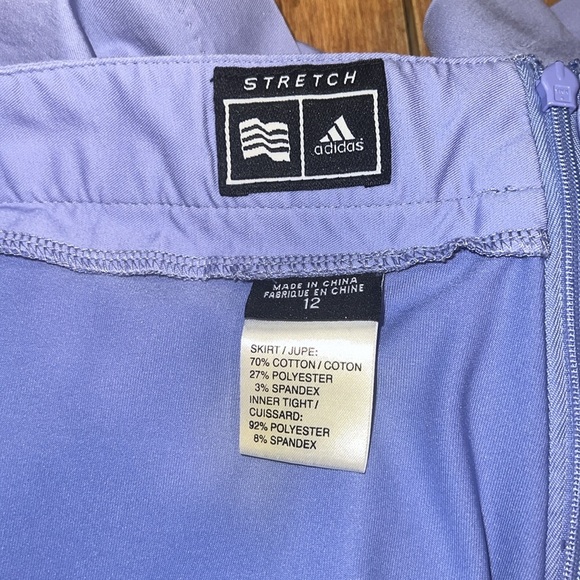 STRETCH
adidas
MADE IN CHINA
FABRIQUE EN CHINE
12
SKIRT / JUPE:
70% COTTON / COTON
27% POLYESTER
3% SPANDEX
INNER TIGHT /
CUISSARD:
92% POLYESTER
8% SPANDEX